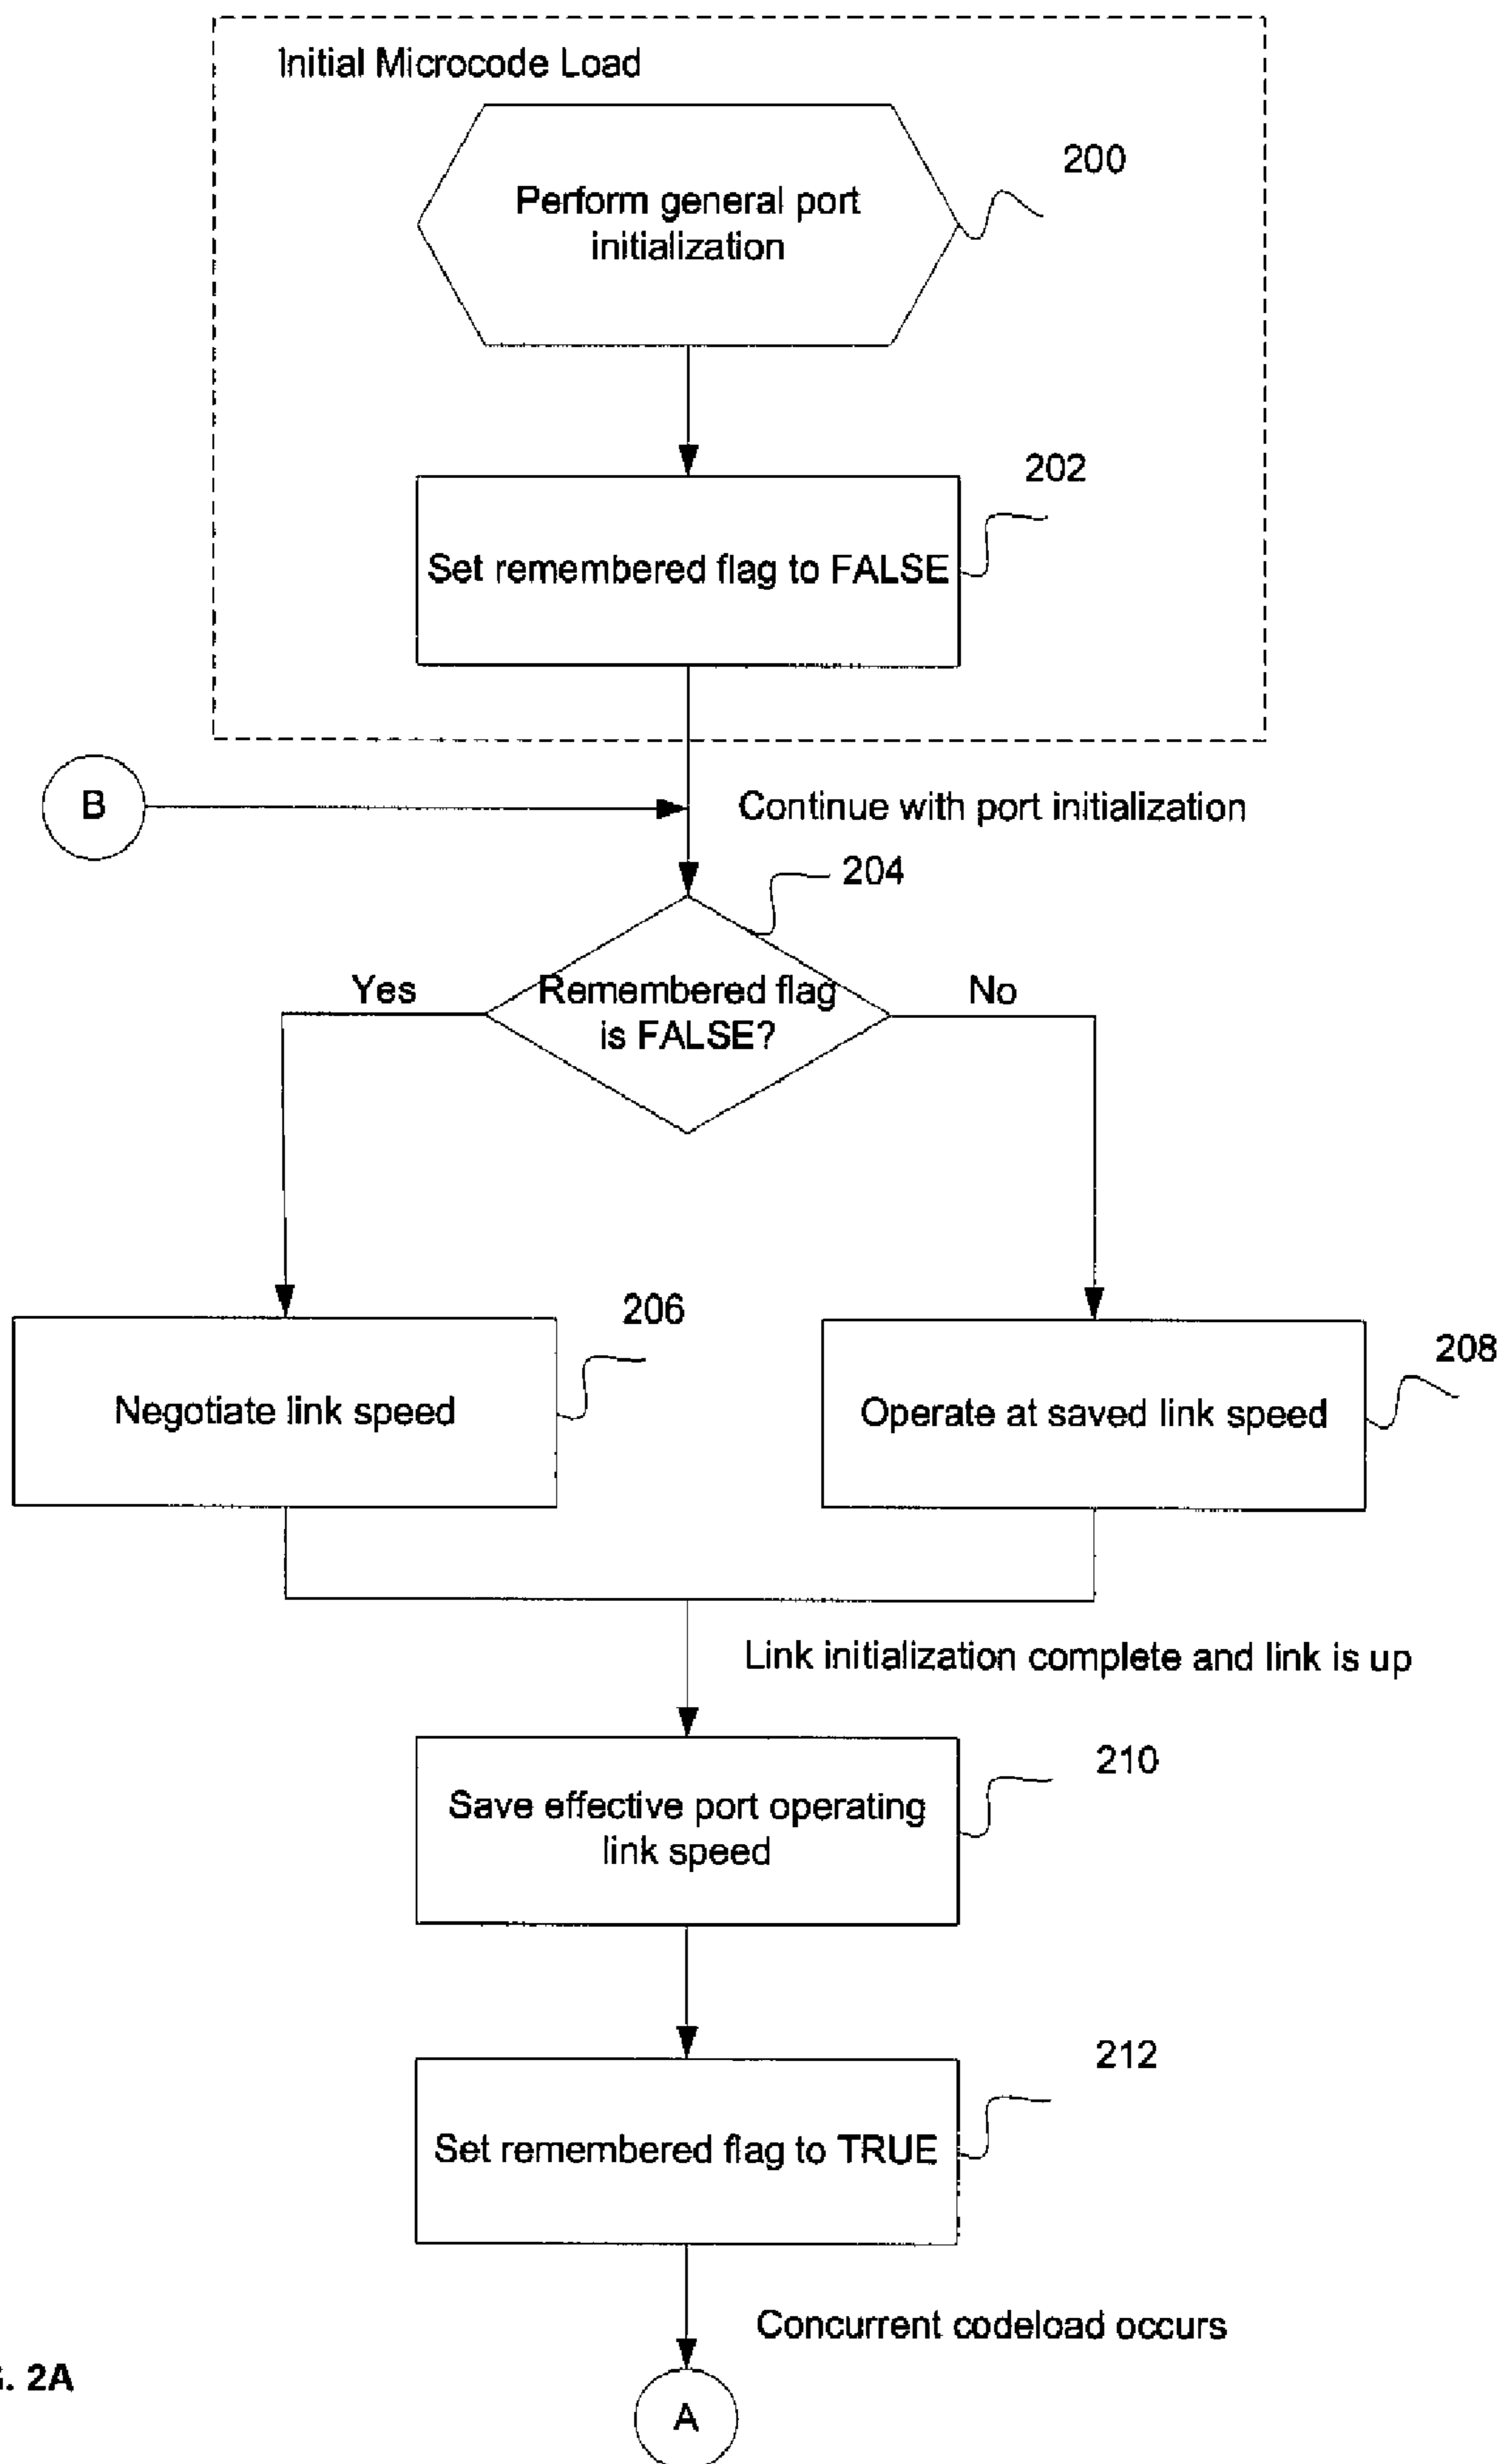 Initial Microcode Load
200
Perform general port
initialization
202
Set remembered flag to FALSE
B
Continue with port initialization
204
Yes
Remembered flag
is FALSE?
No
206
Negotiate link speed
208
Operate at saved link speed
Link initialization complete and link is up
210
Save effective port operating
link speed
212
Set remembered flag to TRUE
Concurrent codeload occurs
2A
A